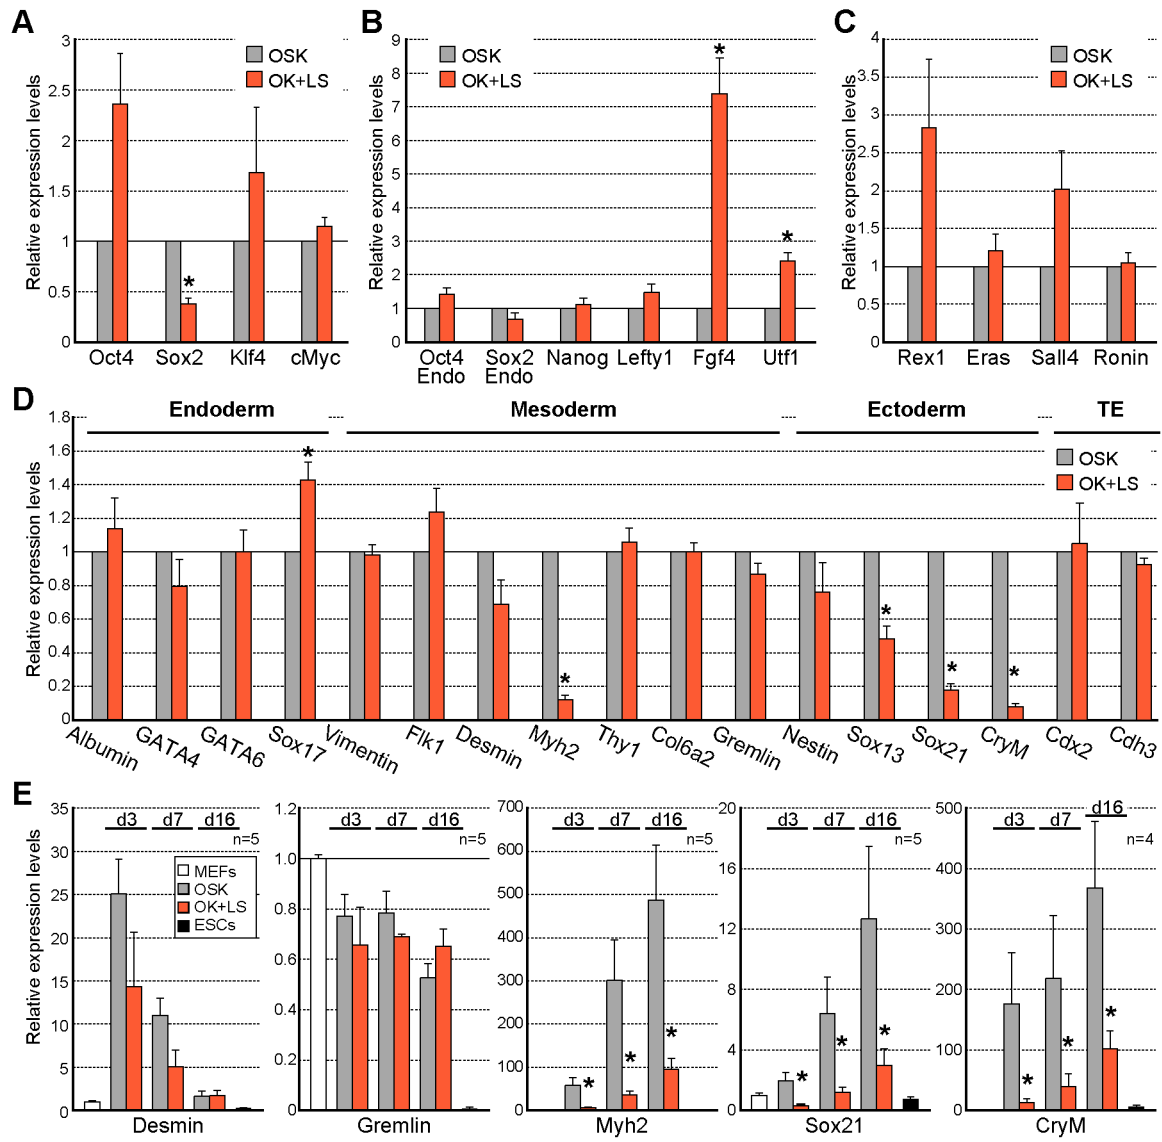 A
Relative expression levels
3
2.5
2
1.5
1
0.5
0
OSK
OK+LS
*
Oct4 Sox2 Klf4 cMyc
B
Relative expression levels
9
8
7
6
5
4
3
2
1
0
OSK
OK+LS
*
*
Oct4 Endo Sox2 Endo Nanog Lefty1 Fgf4 Utf1
C
Relative expression levels
4
3.5
3
2.5
2
1.5
1
0.5
0
OSK
OK+LS
Rex1 Eras Sall4 Ronin
D
Endoderm Mesoderm Ectoderm TE
Relative expression levels
1.8
1.6
1.4
1.2
1
0.8
0.6
0.4
0.2
0
OSK
OK+LS
* * * * *
Albumin GATA4 GATA6 Sox17 Vimentin Flk1 Desmin Myh2 Thy1 Col6a2 Gremlin Nestin Sox13 Sox21 CryM Cdx2 Cdh3
E
Relative expression levels
35
30
25
20
15
10
5
0
d3 d7 d16
n=5
MEFs
OSK
OK+LS
ESCs
Desmin
1.2
1.0
0.8
0.6
0.4
0.2
0
d3 d7 d16
n=5
Gremlin
700
600
500
400
300
200
100
0
d3 d7 d16
n=5
* * *
Myh2
20
16
12
8
4
0
d3 d7 d16
n=5
* * *
Sox21
500
400
300
200
100
0
d3 d7 d16
n=4
* * *
CryM